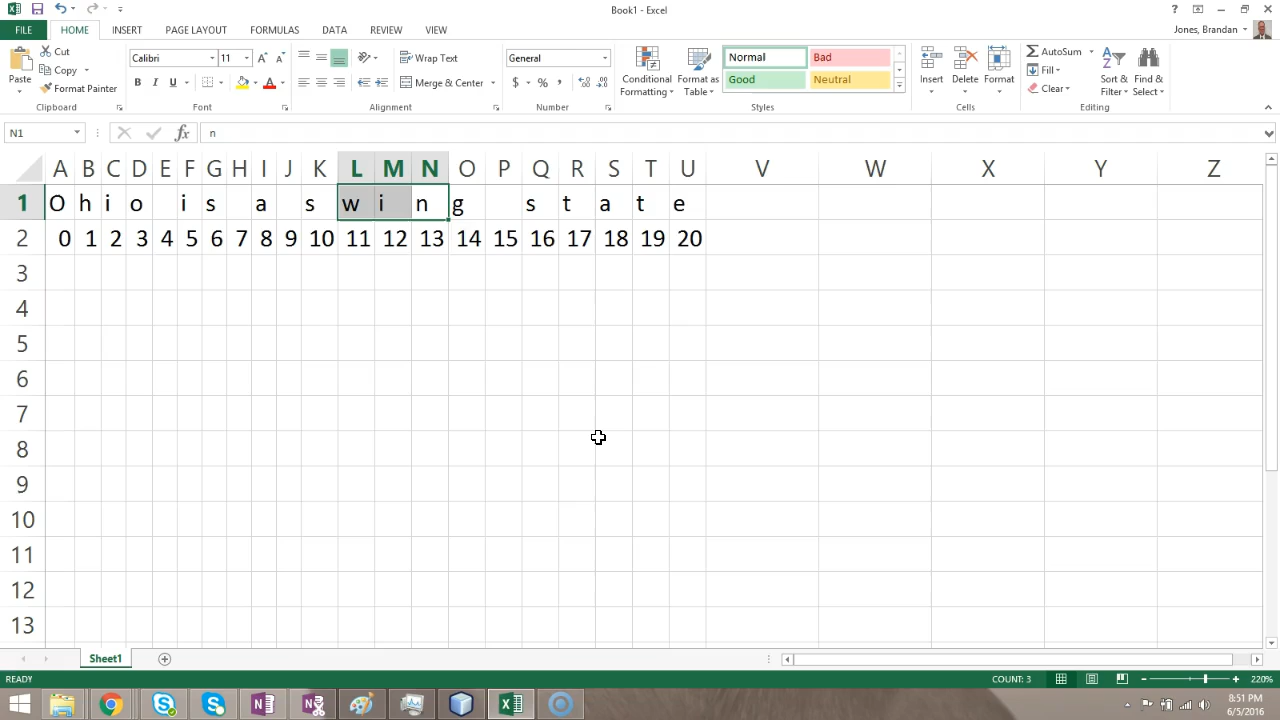 Book1 - Excel
FILE HOME INSERT PAGE LAYOUT FORMULAS DATA REVIEW VIEW Jones, Brandan
Paste Cut Copy Format Painter Clipboard
Calibri 11 B I U Font
Wrap Text Merge & Center Alignment
General $ % , Number
Conditional Formatting Format as Table Normal Bad Good Neutral Styles
Insert Delete Format Cells
AutoSum Fill Clear Sort & Filter Find & Select Editing
N1 fx n
A B C D E F G H I J K L M N O P Q R S T U V W X Y Z
1 O h i o i s a s w i n g s t a t e
2 0 1 2 3 4 5 6 7 8 9 10 11 12 13 14 15 16 17 18 19 20
3
4
5
6
7
8
9
10
11
12
13
Sheet1
READY COUNT: 3 220%
8:51 PM
6/5/2016